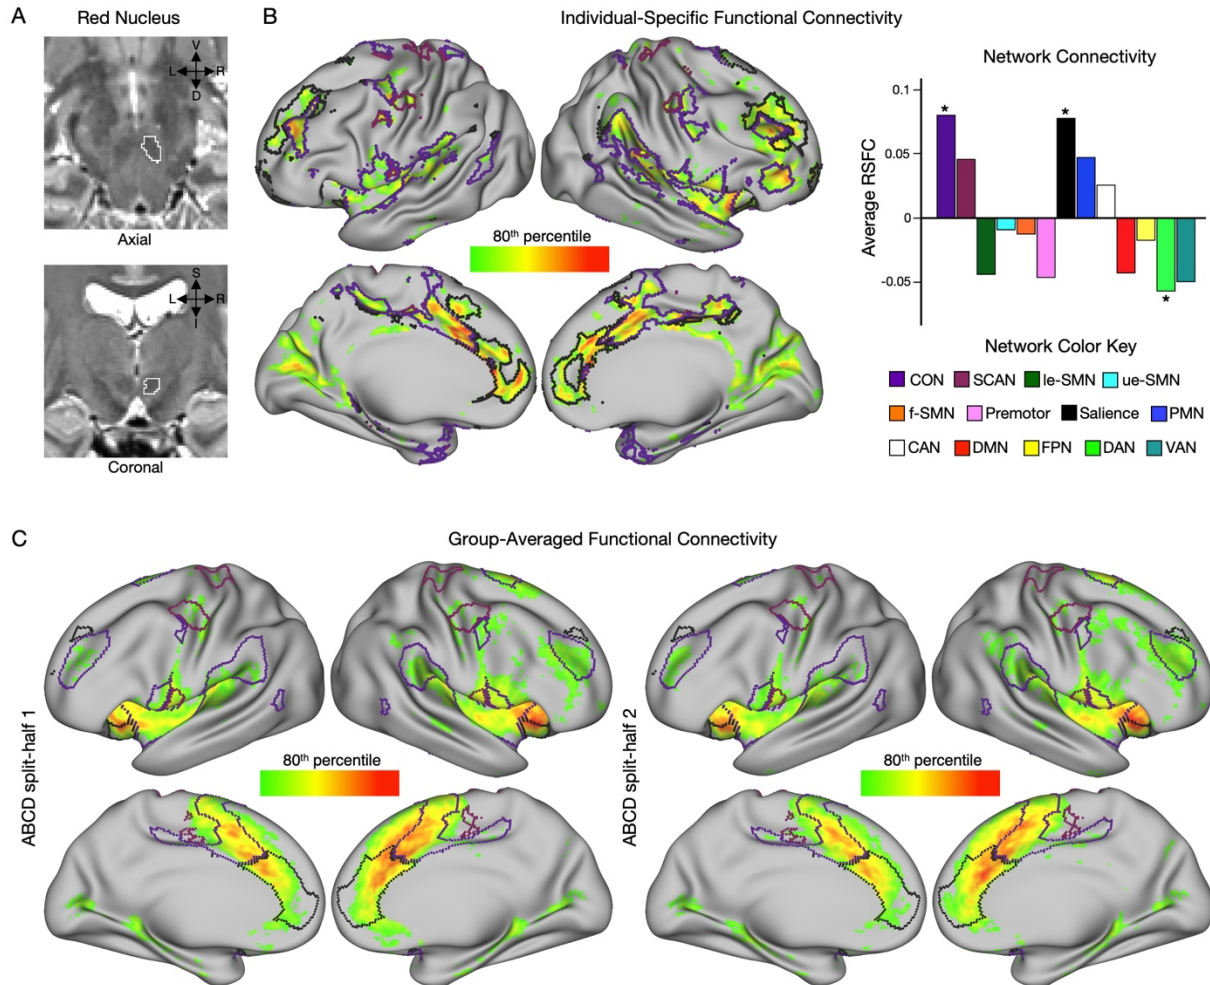 A
Red Nucleus
V
L R
D
Axial
S
L R
I
Coronal
B
Individual-Specific Functional Connectivity
80th percentile
Network Connectivity
Average RSFC
0.1
0.05
0
-0.05
*
*
*
Network Color Key
CON SCAN le-SMN ue-SMN
f-SMN Premotor Salience PMN
CAN DMN FPN DAN VAN
C
Group-Averaged Functional Connectivity
ABCD split-half 1
80th percentile
ABCD split-half 2
80th percentile